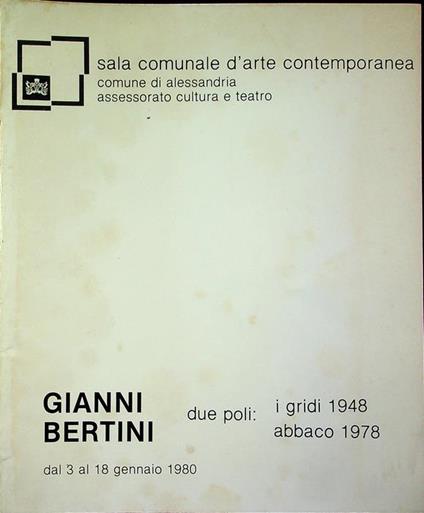 sala comunale d'arte contemporanea
comune di alessandria
assessorato cultura e teatro
GIANNI
BERTINI
due poli:
i gridi 1948
abbaco 1978
dal 3 al 18 gennaio 1980